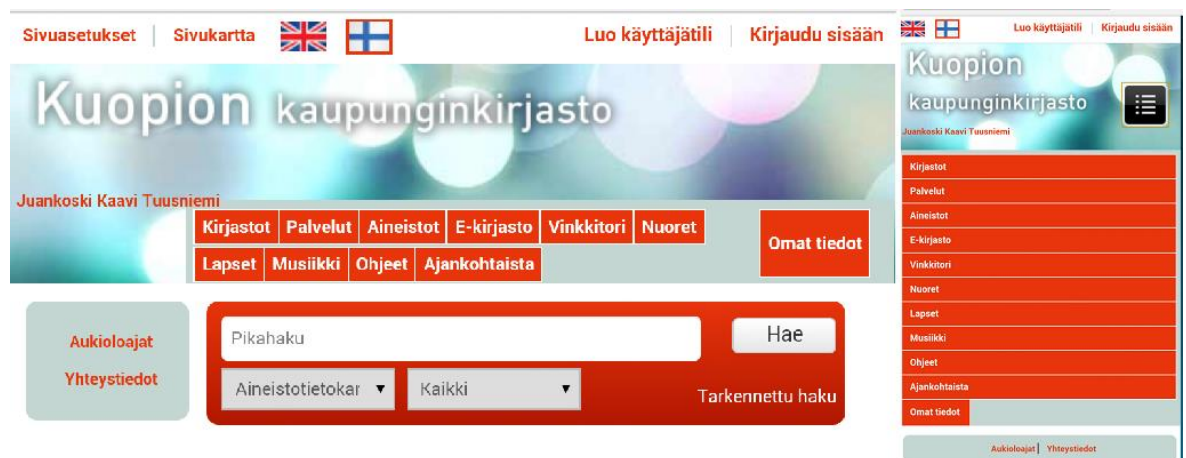 Sivuasetukset | Sivukartta
Luo käyttäjätili | Kirjaudu sisään
Kuopion kaupunginkirjasto
Juankoski Kaavi Tuusniemi
Kirjastot Palvelut Aineistot E-kirjasto Vinkkitori Nuoret
Lapset Musiikki Ohjeet Ajankohtaista
Omat tiedot
Aukioloajat
Yhteystiedot
Pikahaku
Hae
Aineistotietokar
Kaikki
Tarkennettu haku
Luo käyttäjätili | Kirjaudu sisään
Kuopion
kaupunginkirjasto
Juankoski Kaavi Tuusniemi
Kirjastot
Palvelut
Aineistot
E-kirjasto
Vinkkitori
Nuoret
Lapset
Musiikki
Ohjeet
Ajankohtaista
Omat tiedot
Aukioloajat | Yhteystiedot